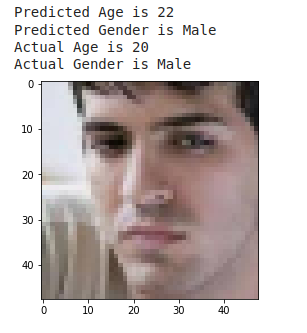 Predicted Age is 22
Predicted Gender is Male
Actual Age is 20
Actual Gender is Male
0
10
20
30
40
0 10 20 30 40